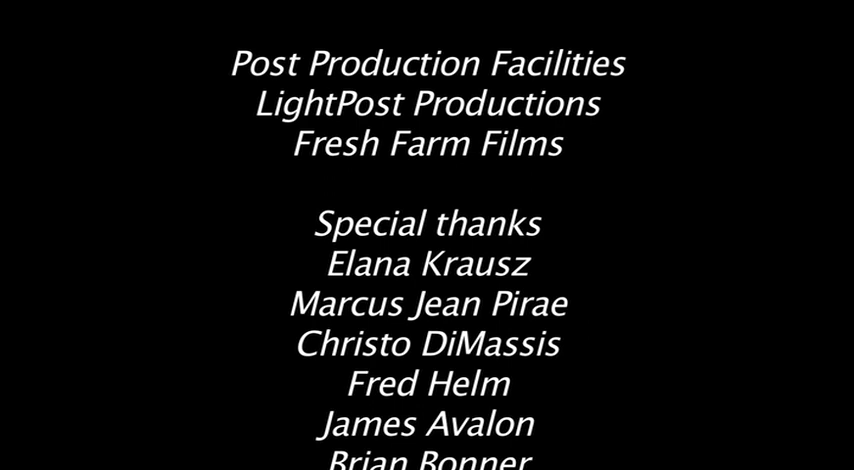 Post Production Facilities
LightPost Productions
Fresh Farm Films
Special thanks
Elana Krausz
Marcus Jean Pirae
Christo DiMassis
Fred Helm
James Avalon
Brian Bonner